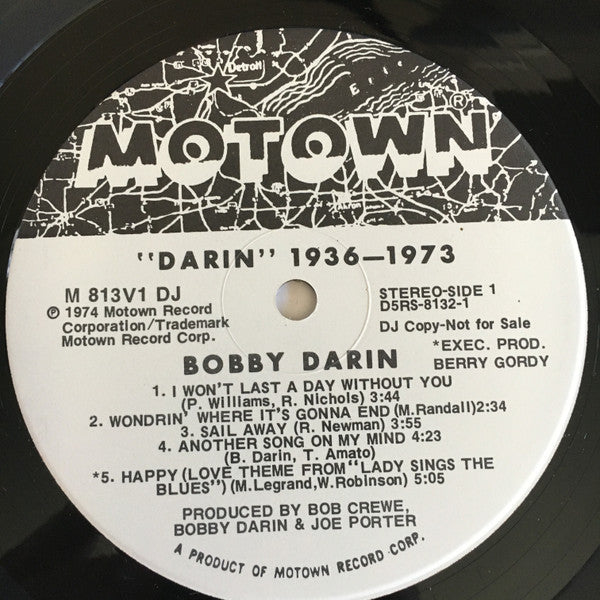 Detroit
Erie
MOTOWN®
Akron
"DARIN" 1936—1973
M 813V1 DJ
℗ 1974 Motown Record
Corporation/Trademark
Motown Record Corp.
STEREO-SIDE 1
D5RS-8132-1
DJ Copy-Not for Sale
*EXEC. PROD.
BERRY GORDY
BOBBY DARIN
1. I WON'T LAST A DAY WITHOUT YOU
(P. Williams, R. Nichols) 3:44
2. WONDRIN' WHERE IT'S GONNA END (M.Randall)2:34
3. SAIL AWAY (R. Newman) 3:55
4. ANOTHER SONG ON MY MIND 4:23
(B. Darin, T. Amato)
*5. HAPPY (LOVE THEME FROM "LADY SINGS THE
BLUES") (M.Legrand,W.Robinson) 5:05
PRODUCED BY BOB CREWE,
BOBBY DARIN & JOE PORTER
A PRODUCT OF MOTOWN RECORD CORP.